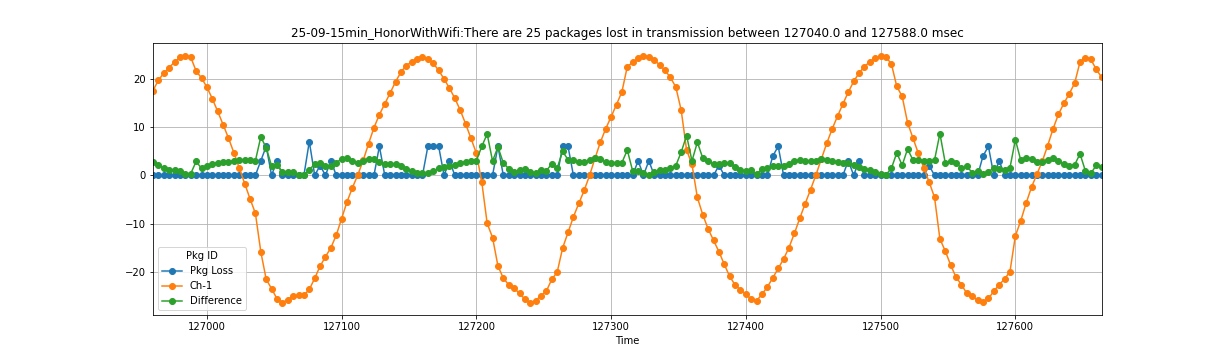 25-09-15min_HonorWithWifi:There are 25 packages lost in transmission between 127040.0 and 127588.0 msec
20
10
0
−10
−20
Pkg ID
Pkg Loss
Ch-1
Difference
127000 127100 127200 127300 127400 127500 127600
Time